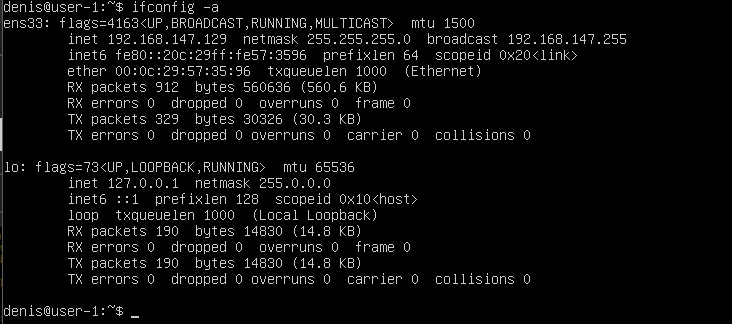 denis@user-1:~$ ifconfig -a
ens33: flags=4163<UP,BROADCAST,RUNNING,MULTICAST>  mtu 1500
        inet 192.168.147.129  netmask 255.255.255.0  broadcast 192.168.147.255
        inet6 fe80::20c:29ff:fe57:3596  prefixlen 64  scopeid 0x20<link>
        ether 00:0c:29:57:35:96  txqueuelen 1000  (Ethernet)
        RX packets 912  bytes 560636 (560.6 KB)
        RX errors 0  dropped 0  overruns 0  frame 0
        TX packets 329  bytes 30326 (30.3 KB)
        TX errors 0  dropped 0 overruns 0  carrier 0  collisions 0

lo: flags=73<UP,LOOPBACK,RUNNING>  mtu 65536
        inet 127.0.0.1  netmask 255.0.0.0
        inet6 ::1  prefixlen 128  scopeid 0x10<host>
        loop  txqueuelen 1000  (Local Loopback)
        RX packets 190  bytes 14830 (14.8 KB)
        RX errors 0  dropped 0  overruns 0  frame 0
        TX packets 190  bytes 14830 (14.8 KB)
        TX errors 0  dropped 0 overruns 0  carrier 0  collisions 0

denis@user-1:~$ _